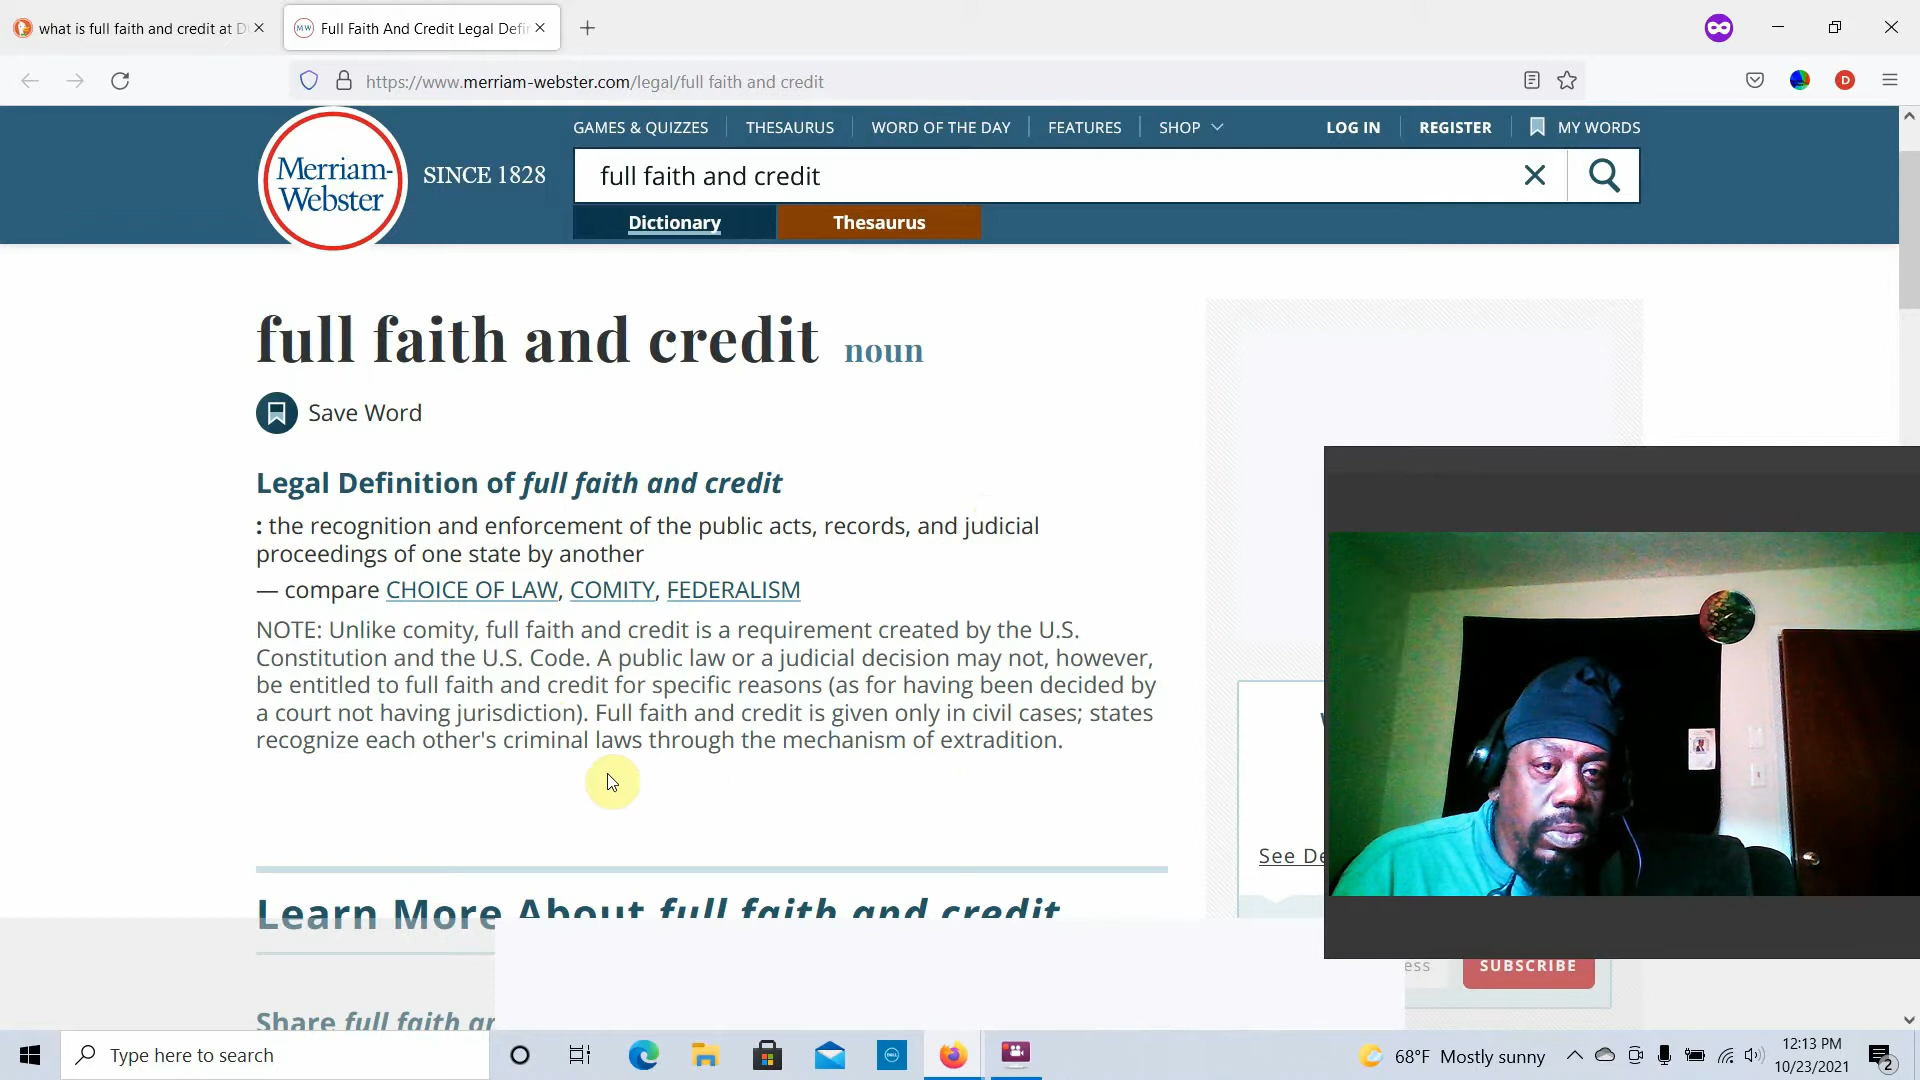 what is full faith and credit at D
Full Faith And Credit Legal Defin
https://www.merriam-webster.com/legal/full faith and credit
D
GAMES & QUIZZES
THESAURUS
WORD OF THE DAY
FEATURES
SHOP
LOG IN
REGISTER
MY WORDS
Merriam-
Webster
SINCE 1828
full faith and credit
Dictionary
Thesaurus
full faith and credit noun
Save Word
Legal Definition of full faith and credit
: the recognition and enforcement of the public acts, records, and judicial
proceedings of one state by another
— compare CHOICE OF LAW, COMITY, FEDERALISM
NOTE: Unlike comity, full faith and credit is a requirement created by the U.S.
Constitution and the U.S. Code. A public law or a judicial decision may not, however,
be entitled to full faith and credit for specific reasons (as for having been decided by
a court not having jurisdiction). Full faith and credit is given only in civil cases; states
recognize each other's criminal laws through the mechanism of extradition.
See De
Learn More About full faith and credit
ess
SUBSCRIBE
Share full faith an
Type here to search
68°F Mostly sunny
12:13 PM
10/23/2021
2